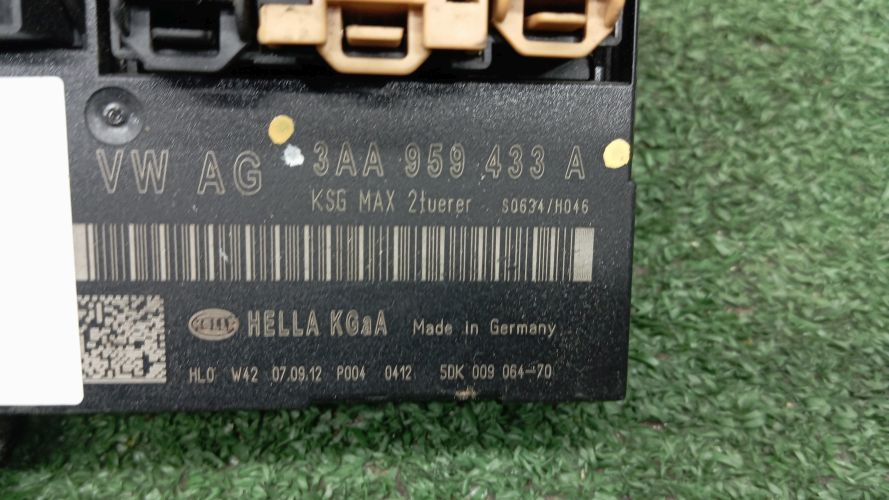 VW AG 3AA 959 433 A
KSG MAX 2tuerer S0634/H046
HELLA HELLA KGaA Made in Germany
HLO W42 07.09.12 P004 0412 5DK 009 064-70